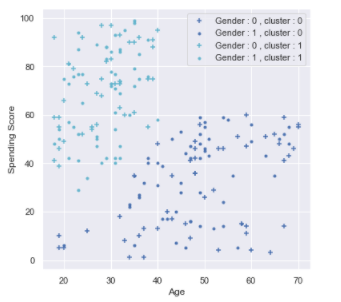 100
80
60
40
20
0
Spending Score
20
30
40
50
60
70
Age
Gender : 0 , cluster : 0
Gender : 1 , cluster : 0
Gender : 0 , cluster : 1
Gender : 1 , cluster : 1